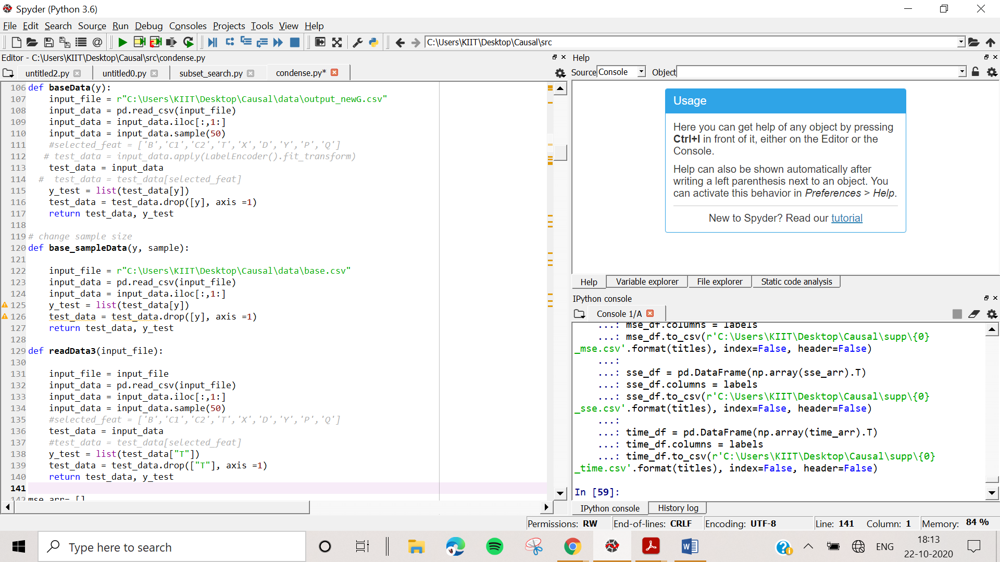 Spyder (Python 3.6)
File Edit Search Source Run Debug Consoles Projects Tools View Help
C:\Users\KIIT\Desktop\Causal\src
Editor - C:\Users\KIIT\Desktop\Causal\src\condense.py
untitled2.py untitled0.py subset_search.py condense.py*
106 def baseData(y):
107 input_file = r"C:\Users\KIIT\Desktop\Causal\data\output_newG.csv"
108 input_data = pd.read_csv(input_file)
109 input_data = input_data.iloc[:,1:]
110 input_data = input_data.sample(50)
111 #selected_feat = ['B','C1','C2','T','X','D','Y','P','Q']
112 # test_data = input_data.apply(LabelEncoder().fit_transform)
113 test_data = input_data
114 # test_data = test_data[selected_feat]
115 y_test = list(test_data[y])
116 test_data = test_data.drop([y], axis =1)
117 return test_data, y_test
118
119 # change sample size
120 def base_sampleData(y, sample):
121
122 input_file = r"C:\Users\KIIT\Desktop\Causal\data\base.csv"
123 input_data = pd.read_csv(input_file)
124 input_data = input_data.iloc[:,1:]
125 y_test = list(test_data[y])
126 test_data = test_data.drop([y], axis =1)
127 return test_data, y_test
128
129 def readData3(input_file):
130
131 input_file = input_file
132 input_data = pd.read_csv(input_file)
133 input_data = input_data.iloc[:,1:]
134 input_data = input_data.sample(50)
135 #selected_feat = ['B','C1','C2','T','X','D','Y','P','Q']
136 test_data = input_data
137 #test_data = test_data[selected_feat]
138 y_test = list(test_data["T"])
139 test_data = test_data.drop(["T"], axis =1)
140 return test_data, y_test
141
142 mse_arr= []
Help
Source Console Object
Usage
Here you can get help of any object by pressing
Ctrl+I in front of it, either on the Editor or the
Console.
Help can also be shown automatically after
writing a left parenthesis next to an object. You
can activate this behavior in Preferences > Help.
New to Spyder? Read our tutorial
Help Variable explorer File explorer Static code analysis
IPython console
Console 1/A
...: mse_df.columns = labels
...: mse_df.to_csv(r'C:\Users\KIIT\Desktop\Causal\supp\{0}
_mse.csv'.format(titles), index=False, header=False)
...:
...: sse_df = pd.DataFrame(np.array(sse_arr).T)
...: sse_df.columns = labels
...: sse_df.to_csv(r'C:\Users\KIIT\Desktop\Causal\supp\{0}
_sse.csv'.format(titles), index=False, header=False)
...:
...: time_df = pd.DataFrame(np.array(time_arr).T)
...: time_df.columns = labels
...: time_df.to_csv(r'C:\Users\KIIT\Desktop\Causal\supp\{0}
_time.csv'.format(titles), index=False, header=False)
In [59]:
IPython console History log
Permissions: RW End-of-lines: CRLF Encoding: UTF-8 Line: 141 Column: 1 Memory: 84 %
Type here to search
ENG
18:13
22-10-2020